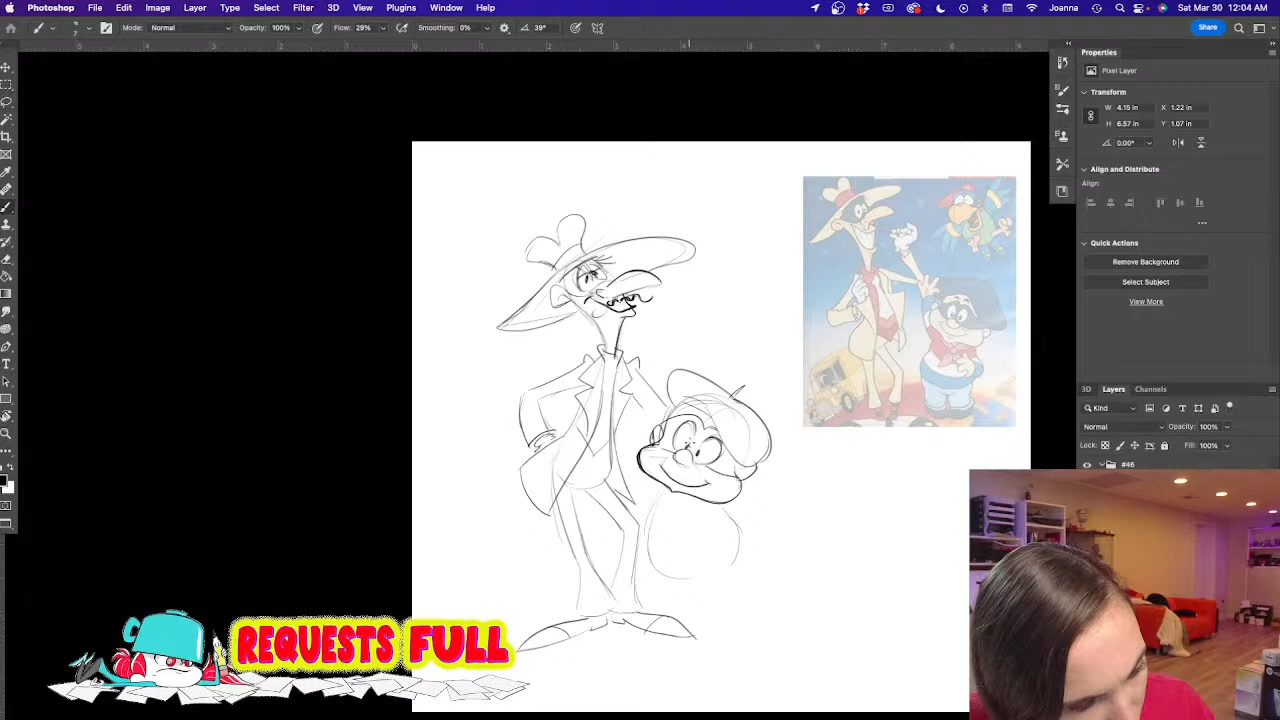 Photoshop File Edit Image Layer Type Select Filter 3D View Plugins Window Help Joanna Sat Mar 30 12:04 AM
7 Mode: Normal Opacity: 100% Flow: 29% Smoothing: 0% 39° Share
Properties
Pixel Layer
Transform
W 4.15 in X 1.22 in
H 6.57 in Y 1.07 in
0.00°
Align and Distribute
Align:
Quick Actions
Remove Background
Select Subject
View More
3D Layers Channels
Kind
Normal Opacity: 100%
Lock: Fill: 100%
#46
REQUESTS FULL